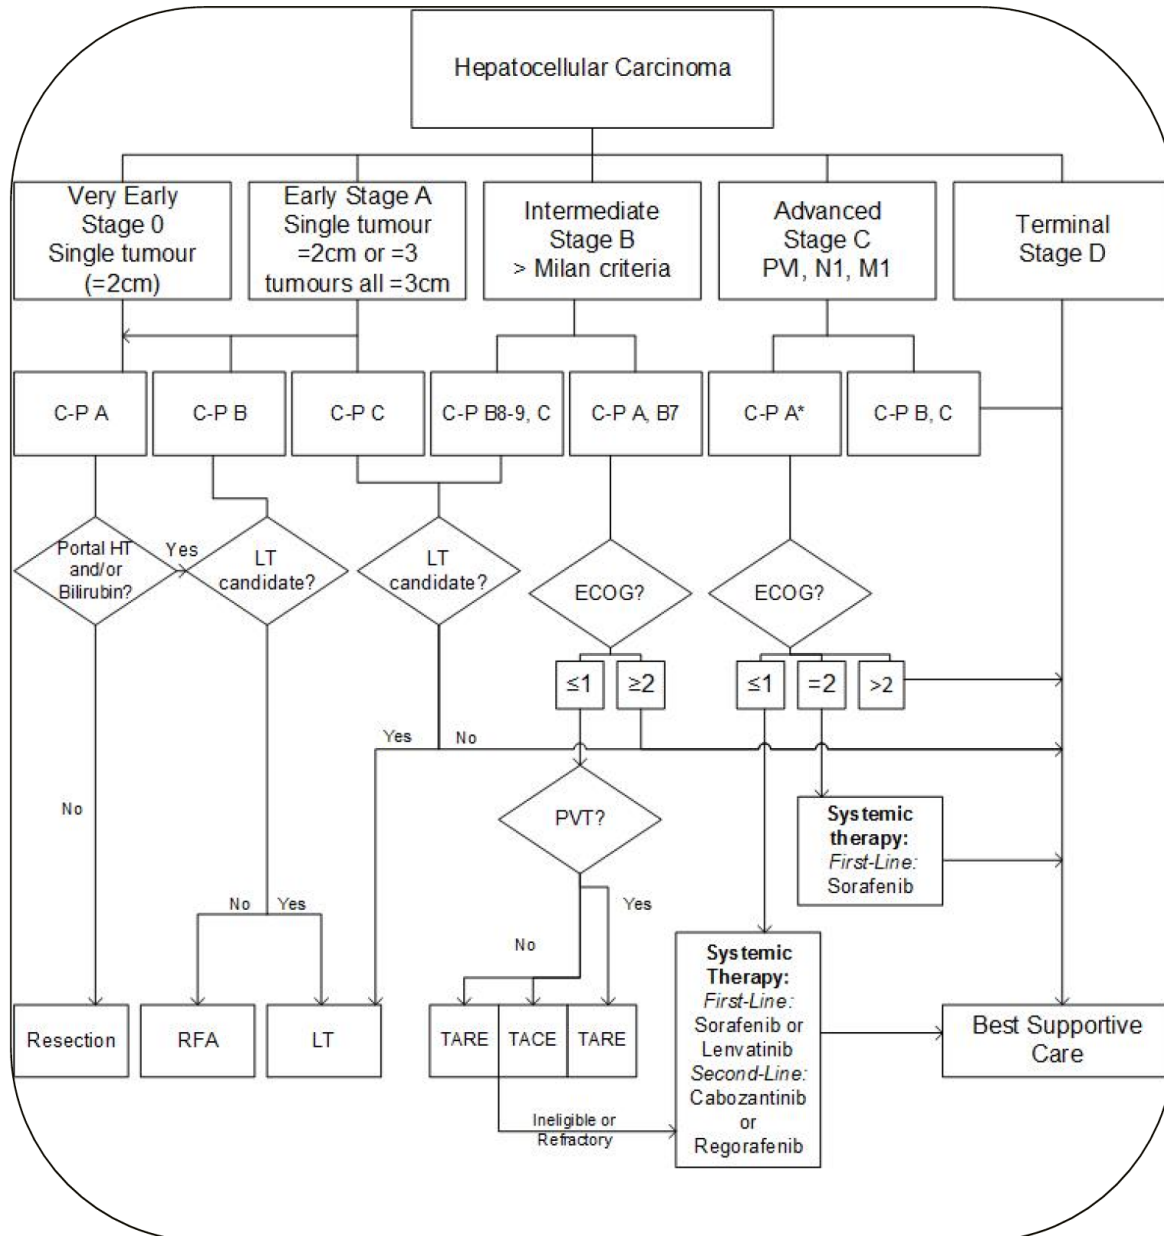 Hepatocellular Carcinoma
Very Early
Stage 0
Single tumour
(=2cm)
Early Stage A
Single tumour
=2cm or =3
tumours all =3cm
Intermediate
Stage B
> Milan criteria
Advanced
Stage C
PVI, N1, M1
Terminal
Stage D
C-P A
C-P B
C-P C
C-P B8-9, C
C-P A, B7
C-P A*
C-P B, C
Portal HT
and/or
Bilirubin?
Yes
LT
candidate?
LT
candidate?
ECOG?
ECOG?
≤1
≥2
≤1
=2
>2
Yes
No
No
PVT?
Systemic
therapy:
First-Line:
Sorafenib
No
Yes
Yes
No
Systemic
Therapy:
First-Line:
Sorafenib or
Lenvatinib
Second-Line:
Cabozantinib
or
Regorafenib
Resection
RFA
LT
TARE
TACE
TARE
Best Supportive
Care
Ineligible or
Refractory